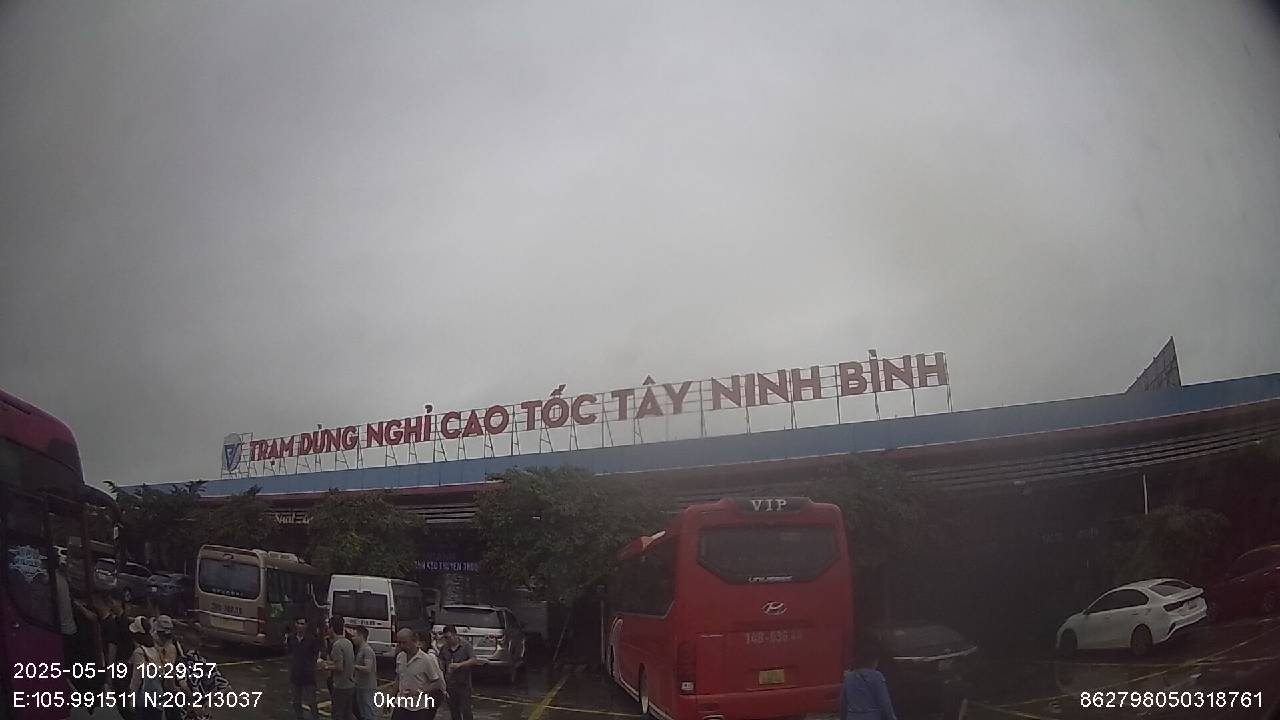 TRẠM DỪNG NGHỈ CAO TỐC TÂY NINH BÌNH
VIP
UNIVERSE
2025-05-19 10:29:57
E:105.991511 N:20.213037
0km/h
862798050318761